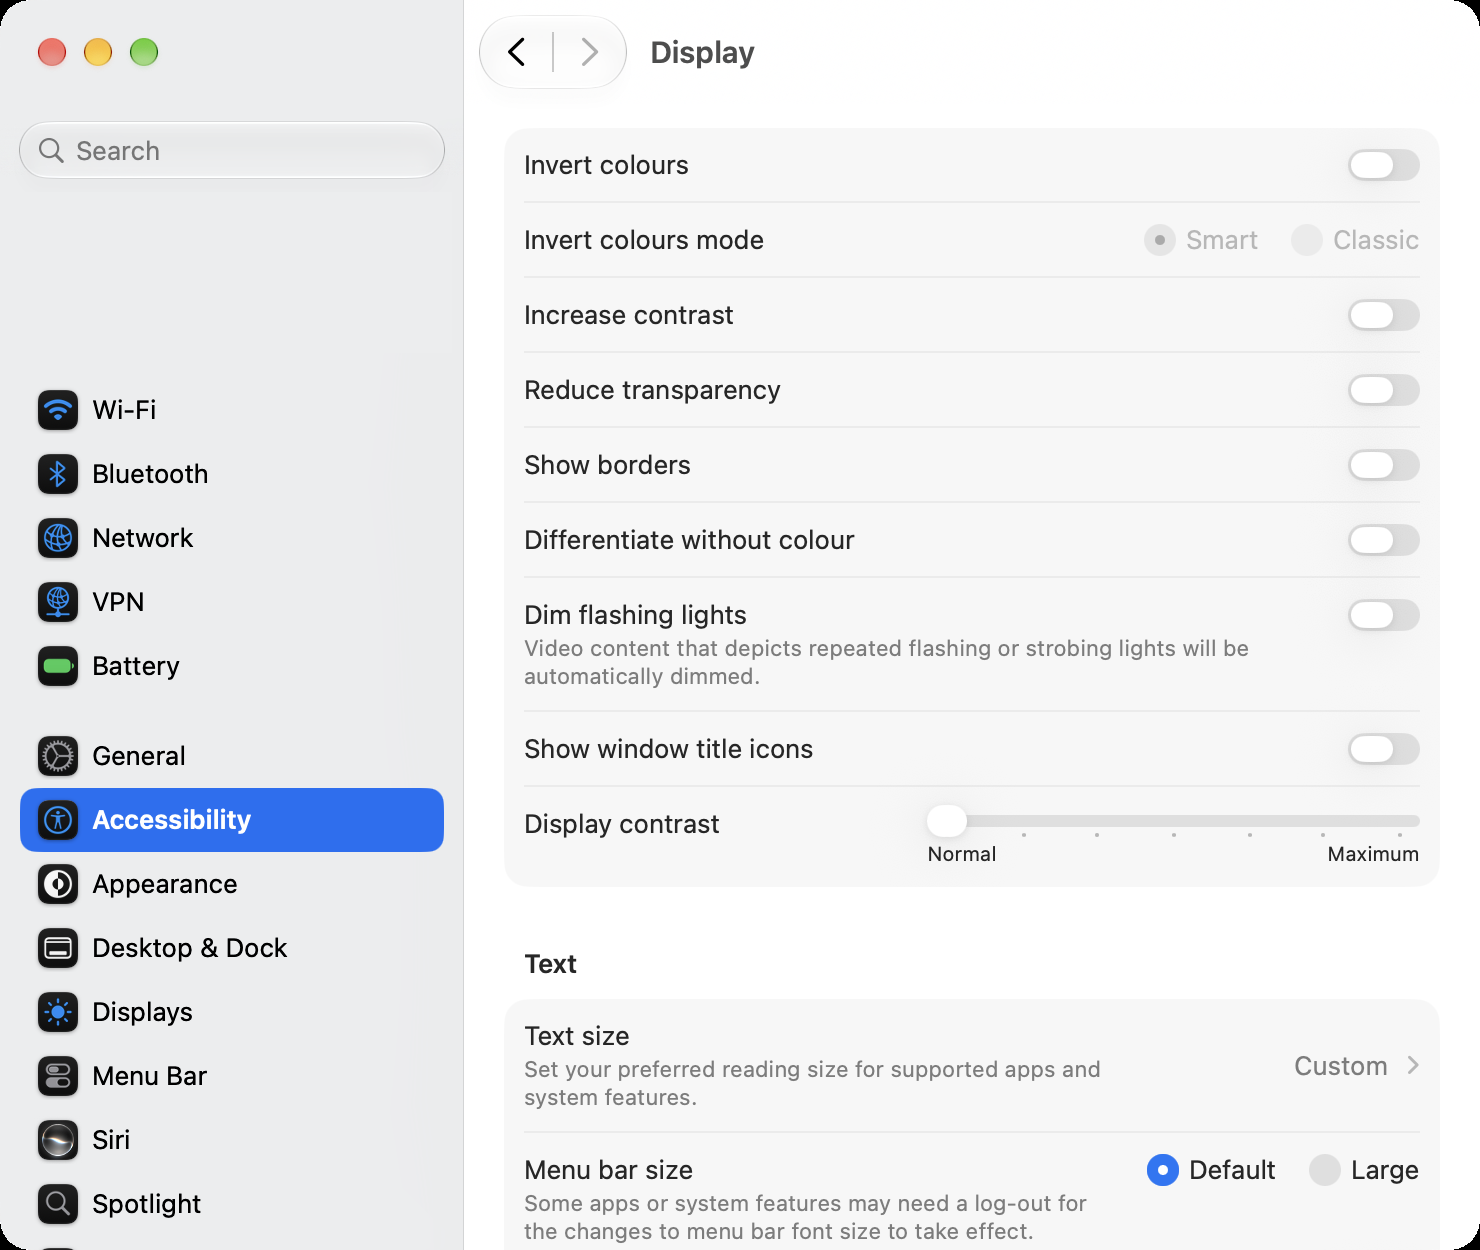 Search
Wi-Fi
Bluetooth
Network
VPN
Battery
General
Accessibility
Appearance
Desktop & Dock
Displays
Menu Bar
Siri
Spotlight
Display
Invert colours
Invert colours mode Smart Classic
Increase contrast
Reduce transparency
Show borders
Differentiate without colour
Dim flashing lights
Video content that depicts repeated flashing or strobing lights will be
automatically dimmed.
Show window title icons
Display contrast
Normal Maximum
Text
Text size
Set your preferred reading size for supported apps and
system features.
Custom
Menu bar size Default Large
Some apps or system features may need a log-out for
the changes to menu bar font size to take effect.